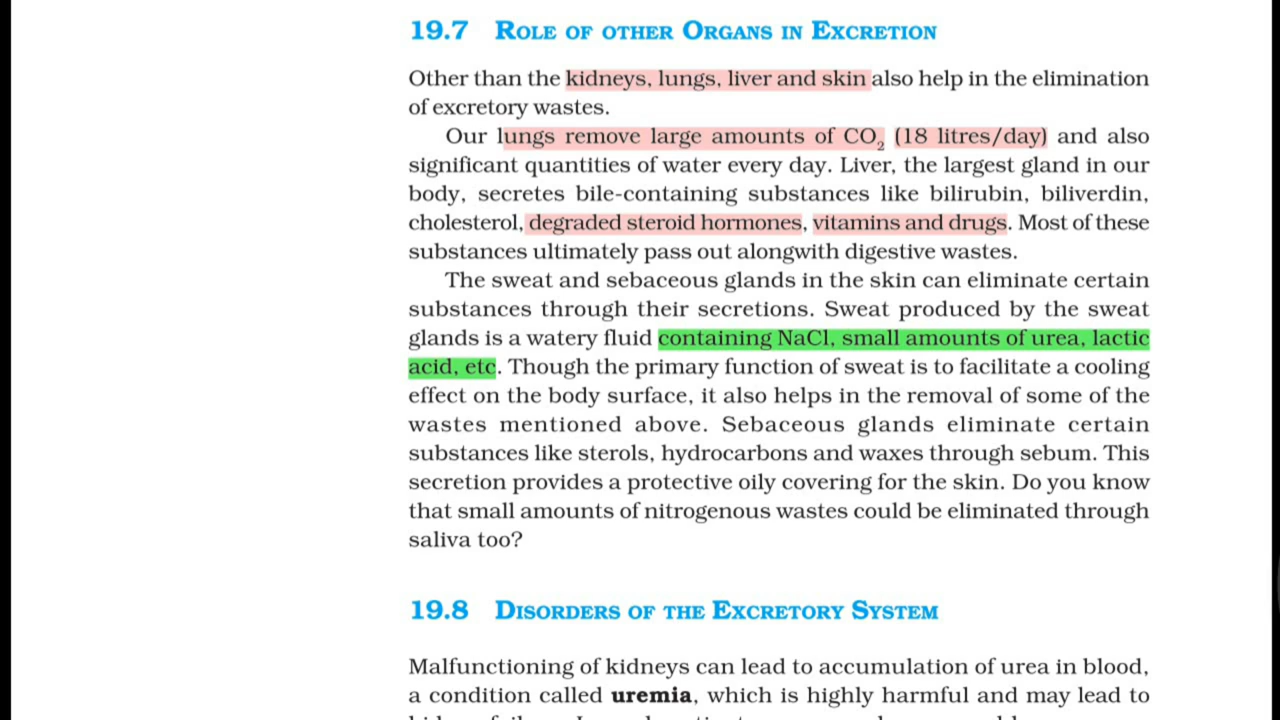 19.7 ROLE OF OTHER ORGANS IN EXCRETION
Other than the kidneys, lungs, liver and skin also help in the elimination
of excretory wastes.
Our lungs remove large amounts of CO₂ (18 litres/day) and also
significant quantities of water every day. Liver, the largest gland in our
body, secretes bile-containing substances like bilirubin, biliverdin,
cholesterol, degraded steroid hormones, vitamins and drugs. Most of these
substances ultimately pass out alongwith digestive wastes.
The sweat and sebaceous glands in the skin can eliminate certain
substances through their secretions. Sweat produced by the sweat
glands is a watery fluid containing NaCl, small amounts of urea, lactic
acid, etc. Though the primary function of sweat is to facilitate a cooling
effect on the body surface, it also helps in the removal of some of the
wastes mentioned above. Sebaceous glands eliminate certain
substances like sterols, hydrocarbons and waxes through sebum. This
secretion provides a protective oily covering for the skin. Do you know
that small amounts of nitrogenous wastes could be eliminated through
saliva too?
19.8 DISORDERS OF THE EXCRETORY SYSTEM
Malfunctioning of kidneys can lead to accumulation of urea in blood,
a condition called uremia, which is highly harmful and may lead to